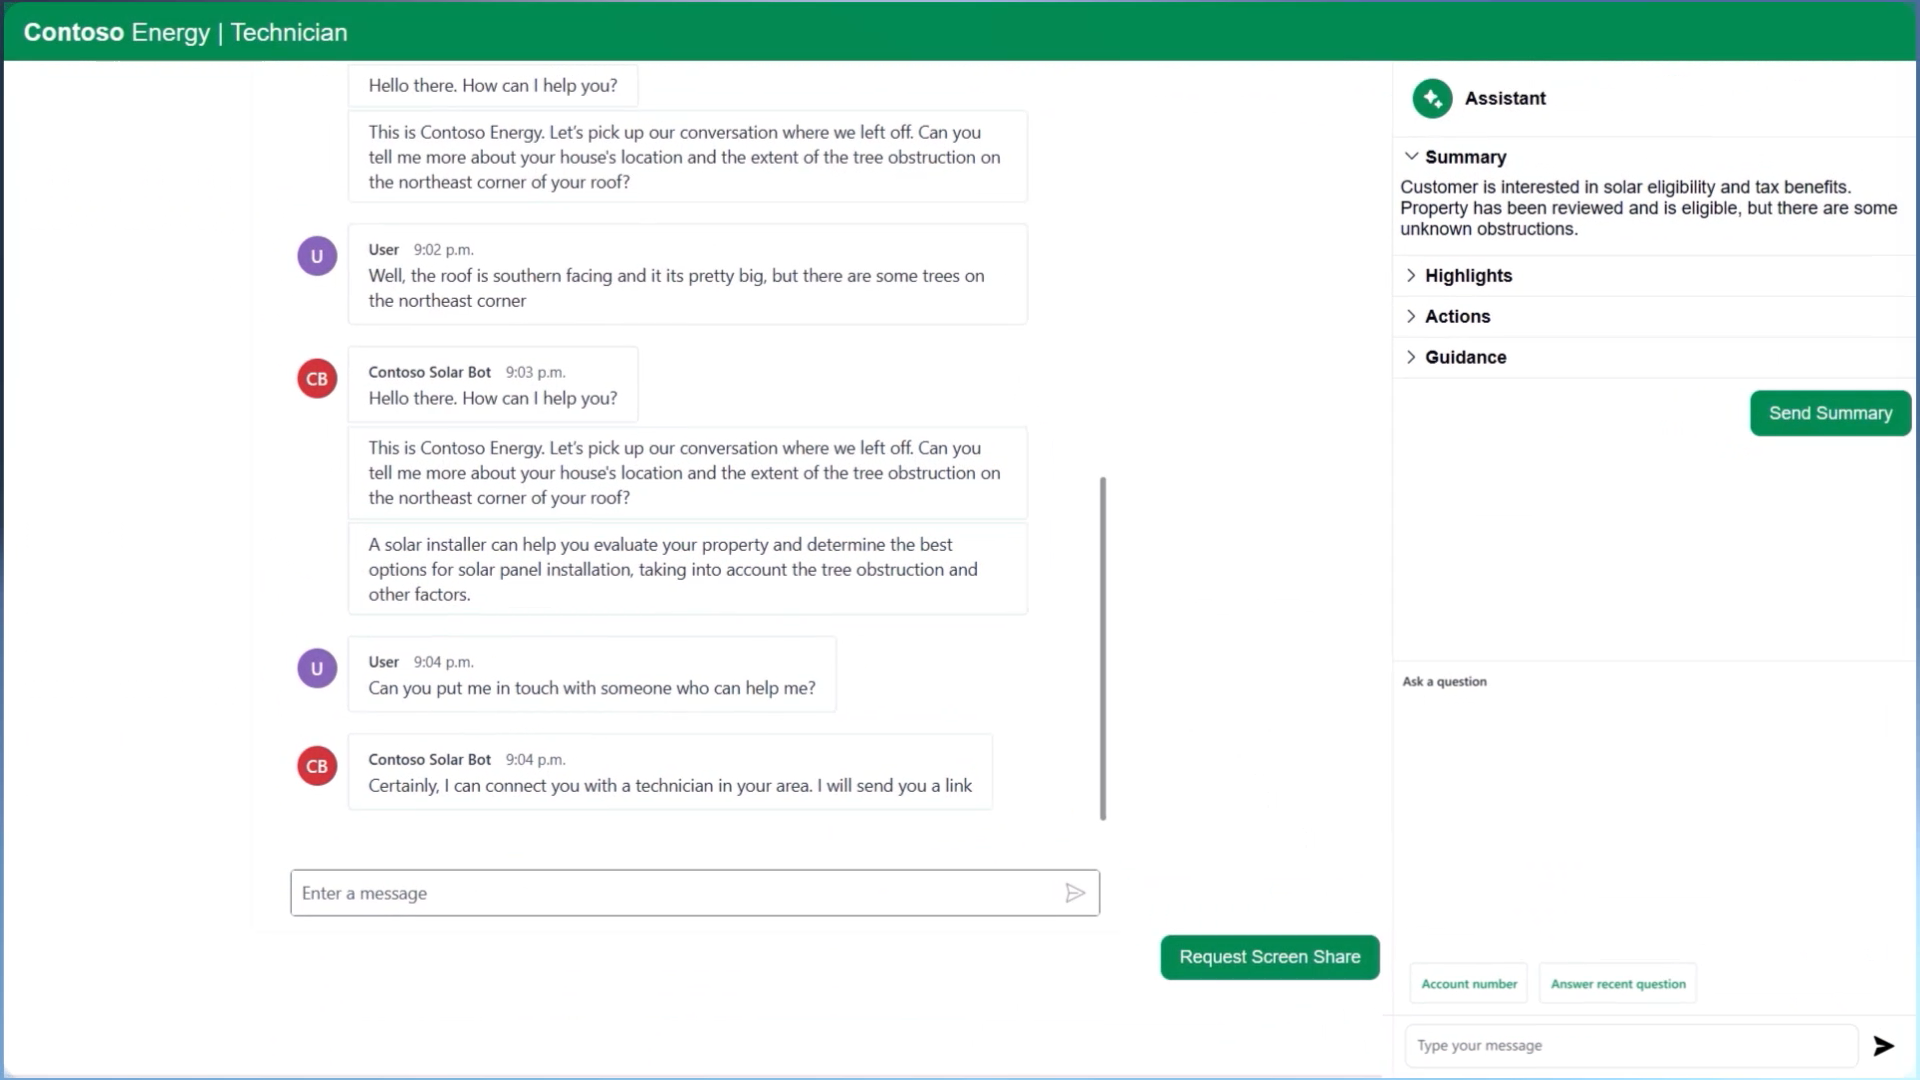 Contoso Energy | Technician
Hello there. How can I help you?
This is Contoso Energy. Let's pick up our conversation where we left off. Can you
tell me more about your house's location and the extent of the tree obstruction on
the northeast corner of your roof?
U
User 9:02 p.m.
Well, the roof is southern facing and it its pretty big, but there are some trees on
the northeast corner
CB
Contoso Solar Bot 9:03 p.m.
Hello there. How can I help you?
This is Contoso Energy. Let's pick up our conversation where we left off. Can you
tell me more about your house's location and the extent of the tree obstruction on
the northeast corner of your roof?
A solar installer can help you evaluate your property and determine the best
options for solar panel installation, taking into account the tree obstruction and
other factors.
U
User 9:04 p.m.
Can you put me in touch with someone who can help me?
CB
Contoso Solar Bot 9:04 p.m.
Certainly, I can connect you with a technician in your area. I will send you a link
Enter a message
Request Screen Share
Assistant
Summary
Customer is interested in solar eligibility and tax benefits.
Property has been reviewed and is eligible, but there are some
unknown obstructions.
Highlights
Actions
Guidance
Send Summary
Ask a question
Account number
Answer recent question
Type your message